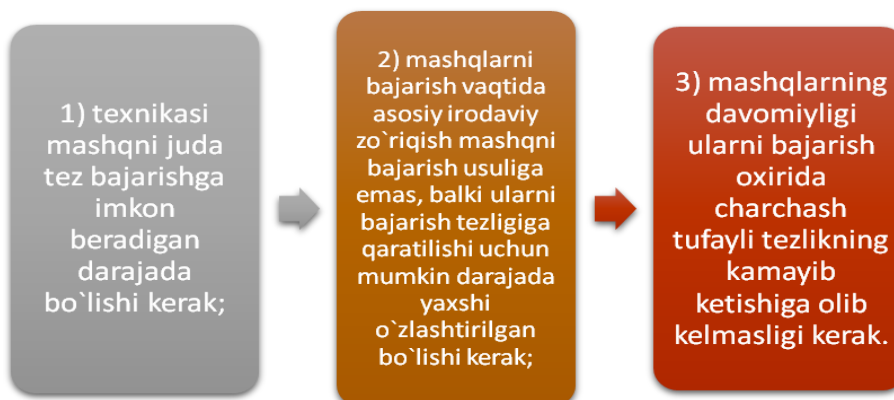 1) texnikasi
mashqni juda
tez bajarishga
imkon
beradigan
darajada
bo`lishi kerak;
2) mashqlarni
bajarish vaqtida
asosiy irodaviy
zo`riqish mashqni
bajarish usuliga
emas, balki ularni
bajarish tezligiga
qaratilishi uchun
mumkin darajada
yaxshi
o`zlashtirilgan
bo`lishi kerak;
3) mashqlarning
davomiyligi
ularni bajarish
oxirida
charchash
tufayli tezlikning
kamayib
ketishiga olib
kelmasligi kerak.